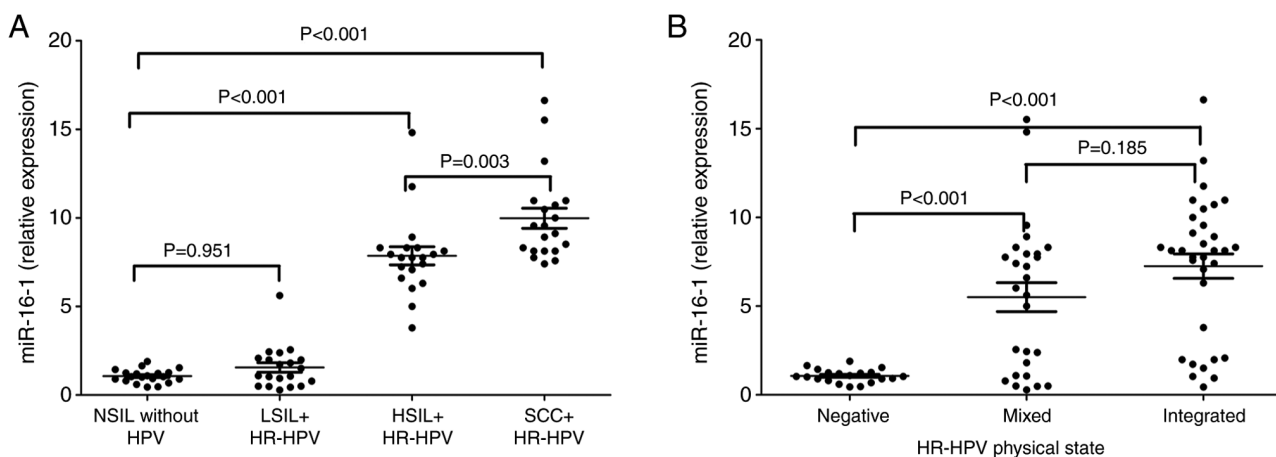 A
miR-16-1 (relative expression)
20
15
10
5
0
P<0.001
P<0.001
P=0.003
P=0.951
NSIL without
HPV
LSIL+
HR-HPV
HSIL+
HR-HPV
SCC+
HR-HPV
B
miR-16-1 (relative expression)
20
15
10
5
0
P<0.001
P=0.185
P<0.001
Negative
Mixed
Integrated
HR-HPV physical state